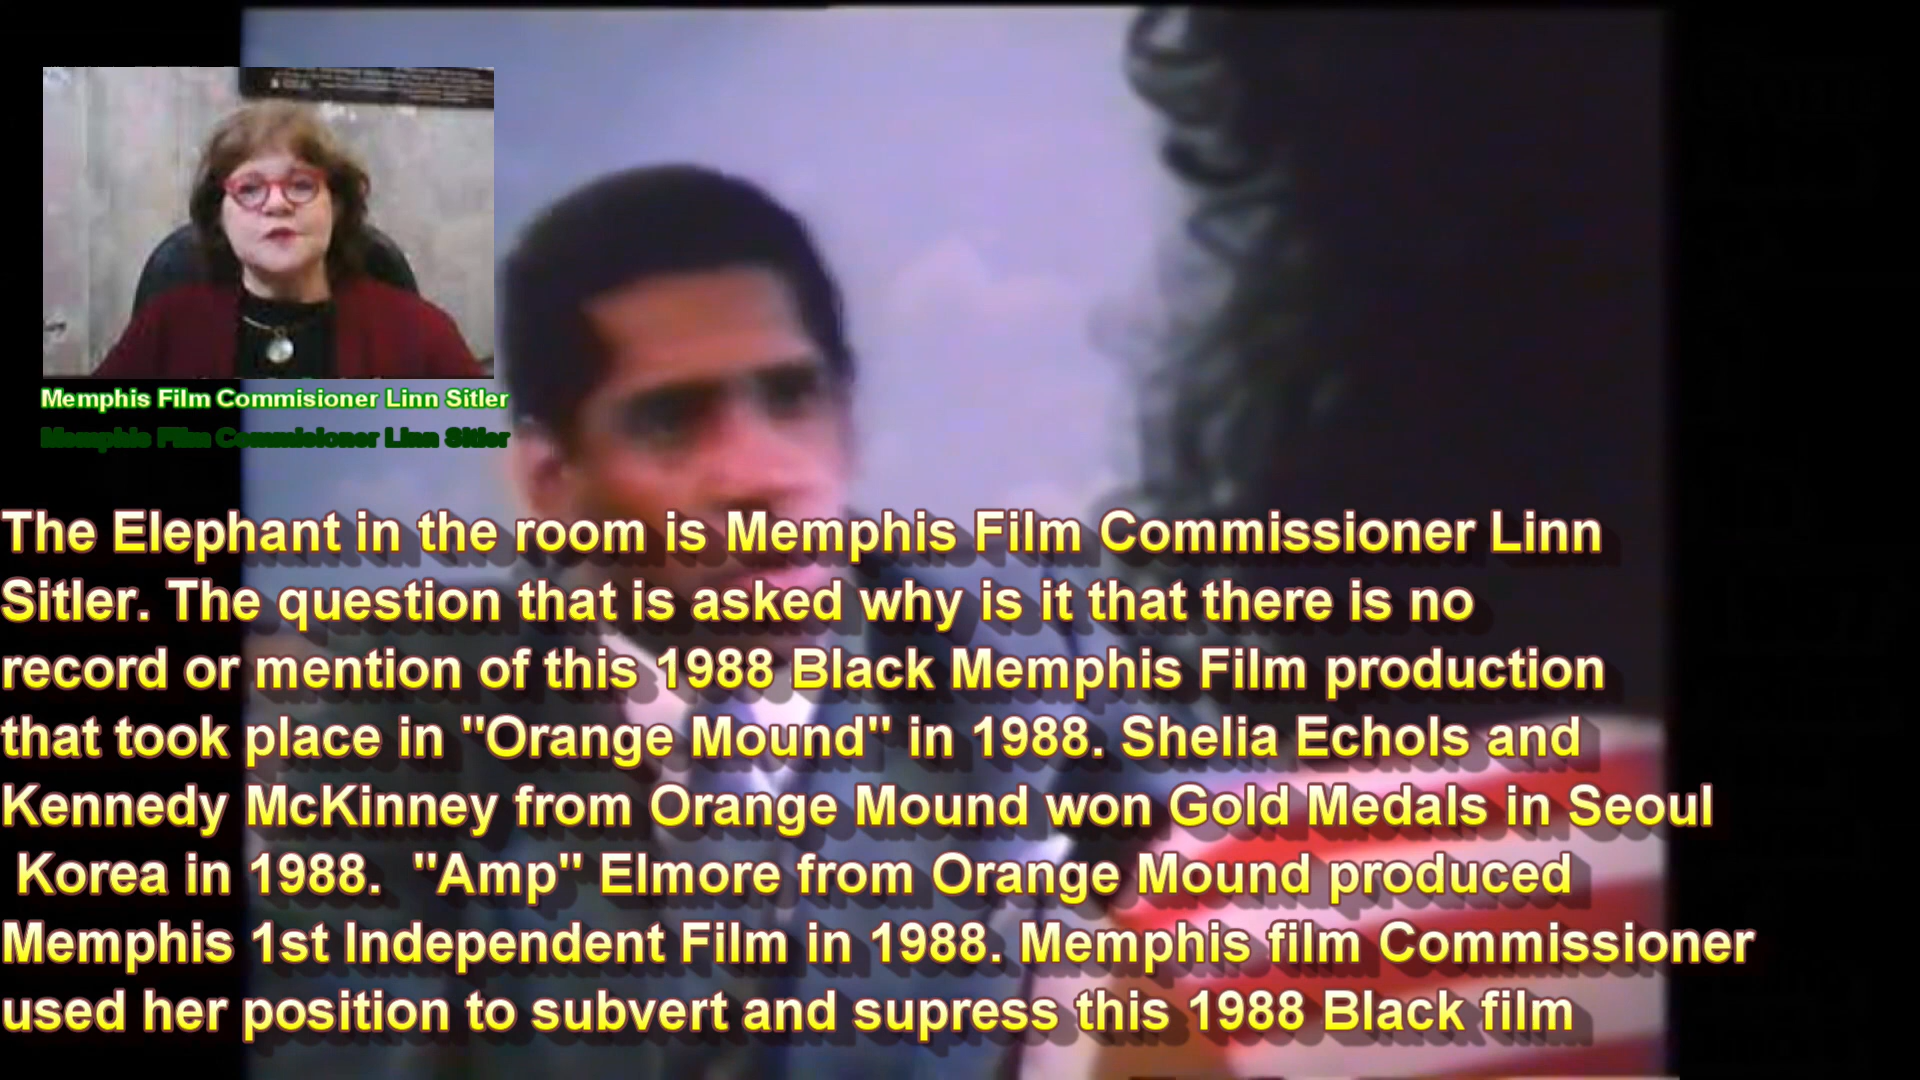 Memphis Film Commisioner Linn Sitler
Memphis Film Commisioner Linn Sitler
The Elephant in the room is Memphis Film Commissioner Linn
Sitler. The question that is asked why is it that there is no
record or mention of this 1988 Black Memphis Film production
that took place in "Orange Mound" in 1988. Shelia Echols and
Kennedy McKinney from Orange Mound won Gold Medals in Seoul
Korea in 1988. "Amp" Elmore from Orange Mound produced
Memphis 1st Independent Film in 1988. Memphis film Commissioner
used her position to subvert and supress this 1988 Black film